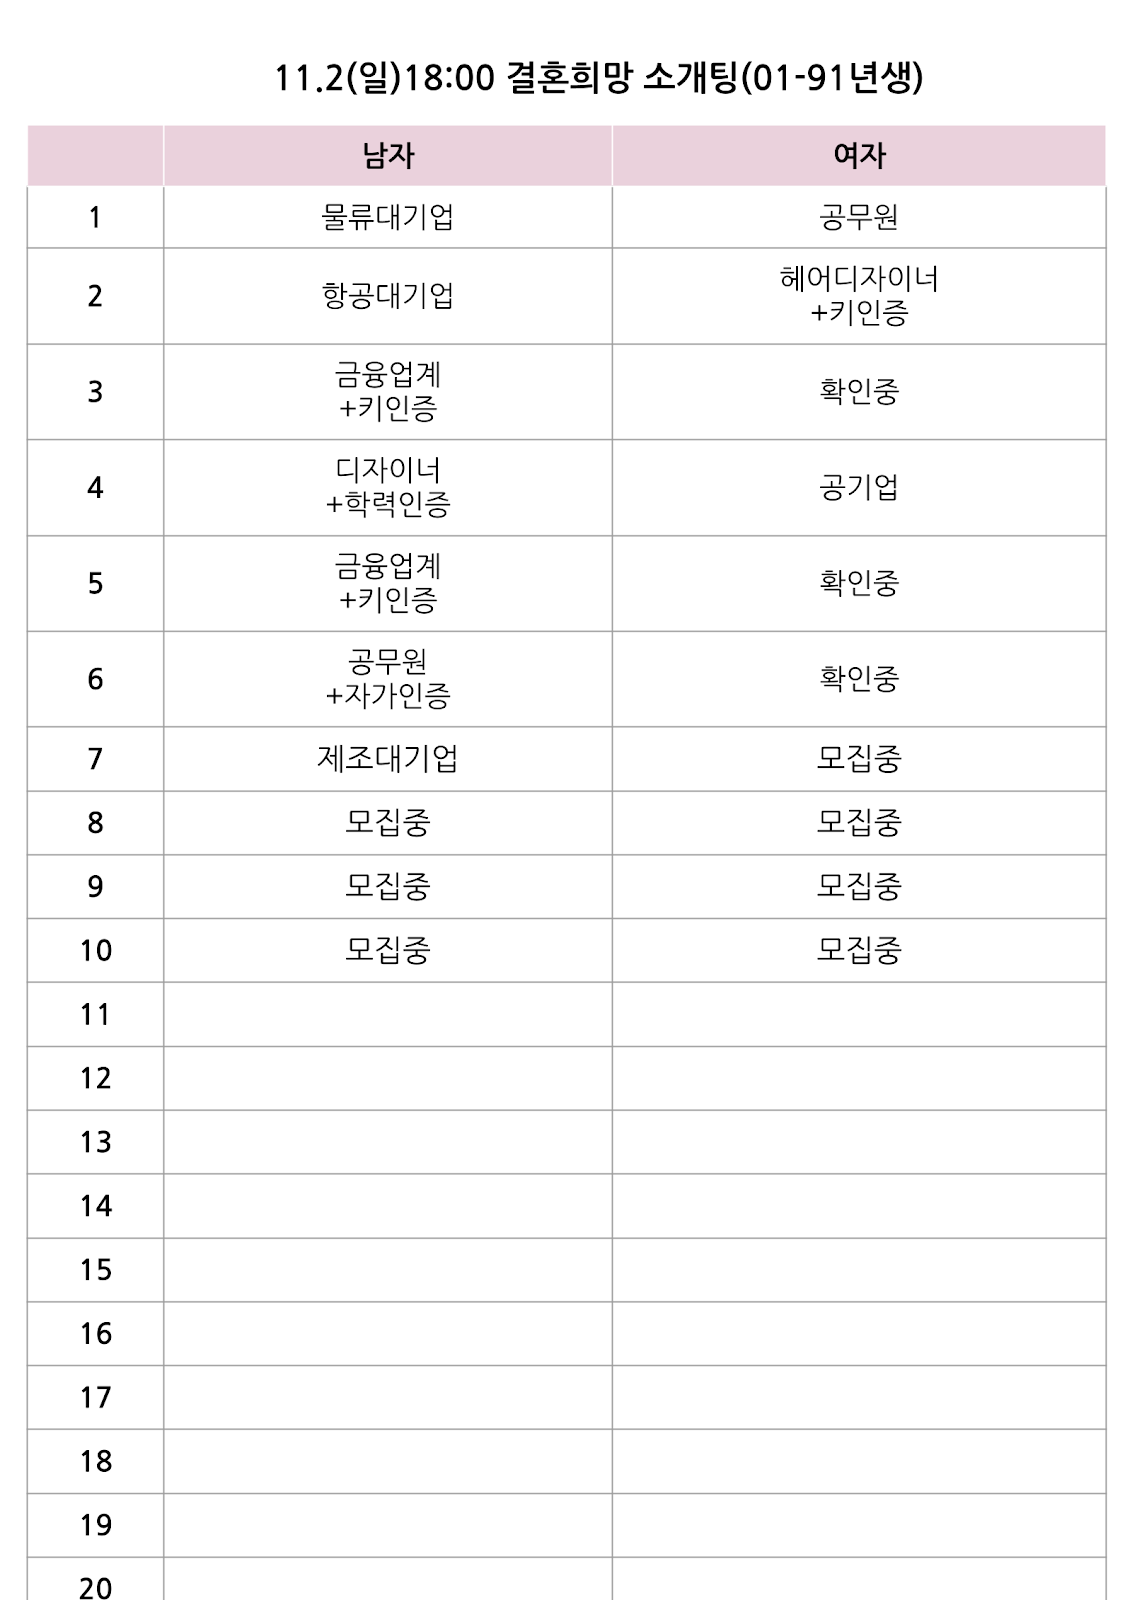 11.2(일)18:00 결혼희망 소개팅(01-91년생)
남자 여자
1 물류대기업 공무원
2 항공대기업 헤어디자이너
+키인증
3 금융업계
+키인증 확인중
4 디자이너
+학력인증 공기업
5 금융업계
+키인증 확인중
6 공무원
+자가인증 확인중
7 제조대기업 모집중
8 모집중 모집중
9 모집중 모집중
10 모집중 모집중
11
12
13
14
15
16
17
18
19
20